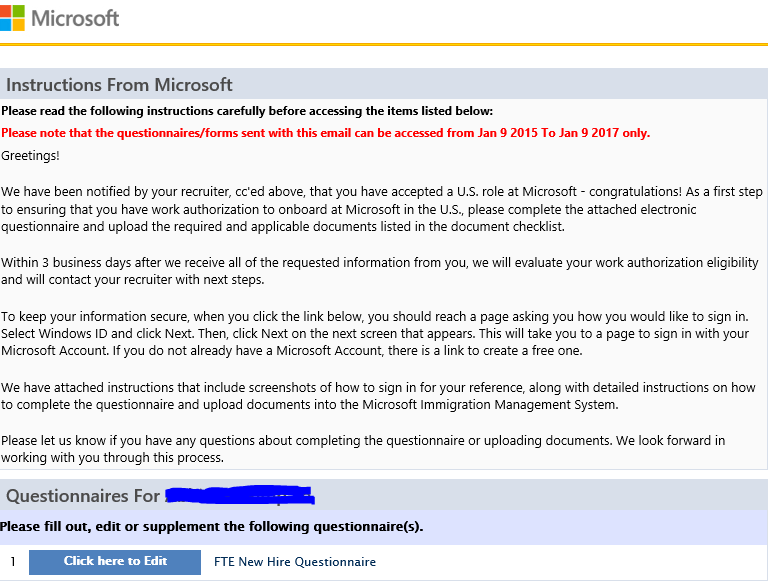 Microsoft
Instructions From Microsoft
Please read the following instructions carefully before accessing the items listed below:
Please note that the questionnaires/forms sent with this email can be accessed from Jan 9 2015 To Jan 9 2017 only.
Greetings!
We have been notified by your recruiter, cc'ed above, that you have accepted a U.S. role at Microsoft - congratulations! As a first step
to ensuring that you have work authorization to onboard at Microsoft in the U.S., please complete the attached electronic
questionnaire and upload the required and applicable documents listed in the document checklist.
Within 3 business days after we receive all of the requested information from you, we will evaluate your work authorization eligibility
and will contact your recruiter with next steps.
To keep your information secure, when you click the link below, you should reach a page asking you how you would like to sign in.
Select Windows ID and click Next. Then, click Next on the next screen that appears. This will take you to a page to sign in with your
Microsoft Account. If you do not already have a Microsoft Account, there is a link to create a free one.
We have attached instructions that include screenshots of how to sign in for your reference, along with detailed instructions on how
to complete the questionnaire and upload documents into the Microsoft Immigration Management System.
Please let us know if you have any questions about completing the questionnaire or uploading documents. We look forward in
working with you through this process.
Questionnaires For
Please fill out, edit or supplement the following questionnaire(s).
1 Click here to Edit FTE New Hire Questionnaire